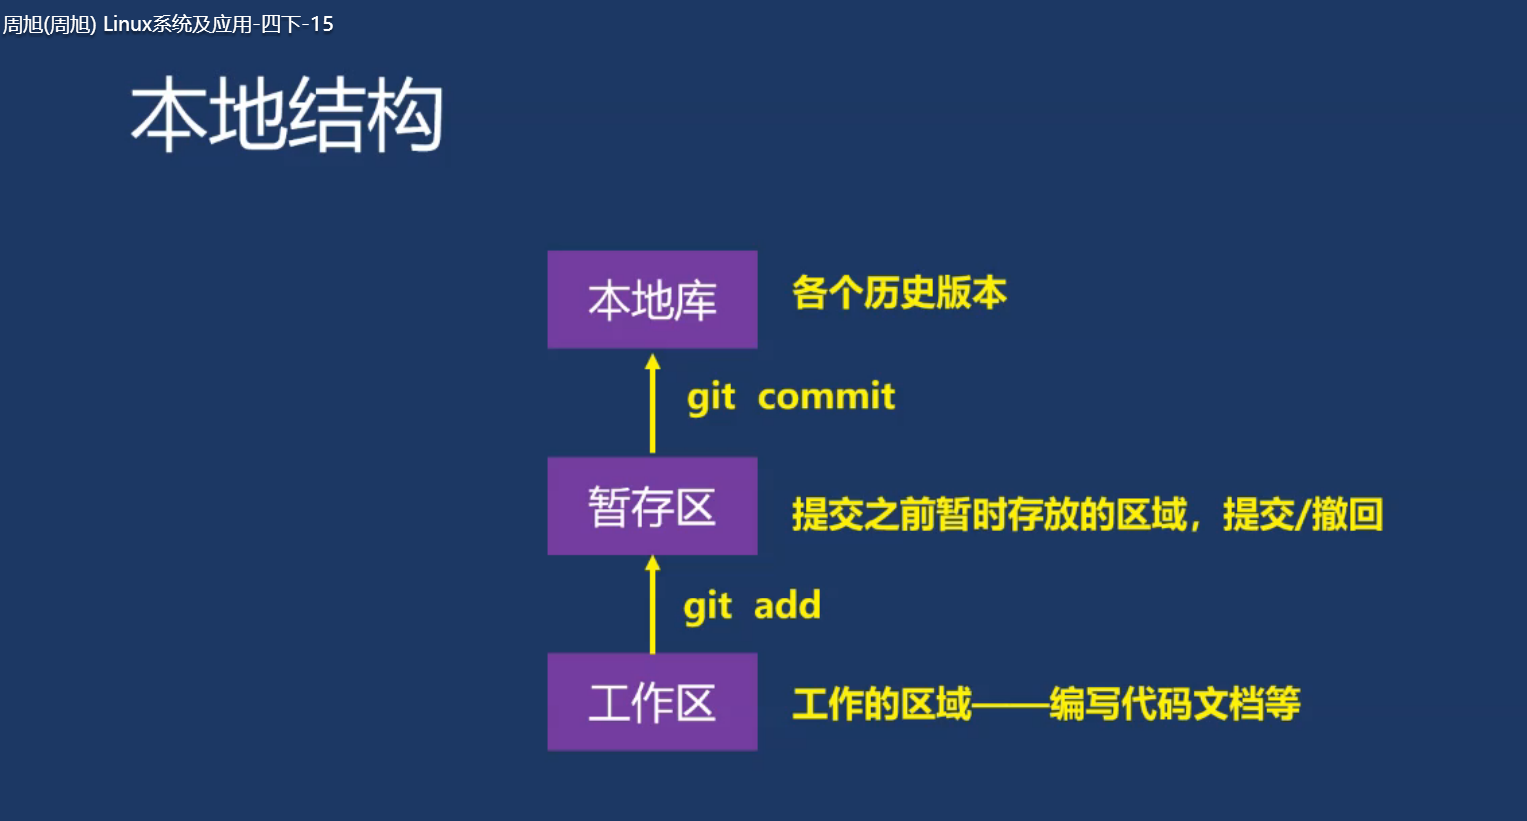 周旭(周旭) Linux系统及应用-四下-15
本地结构
本地库
各个历史版本
git commit
暂存区
提交之前暂时存放的区域，提交/撤回
git add
工作区
工作的区域——编写代码文档等